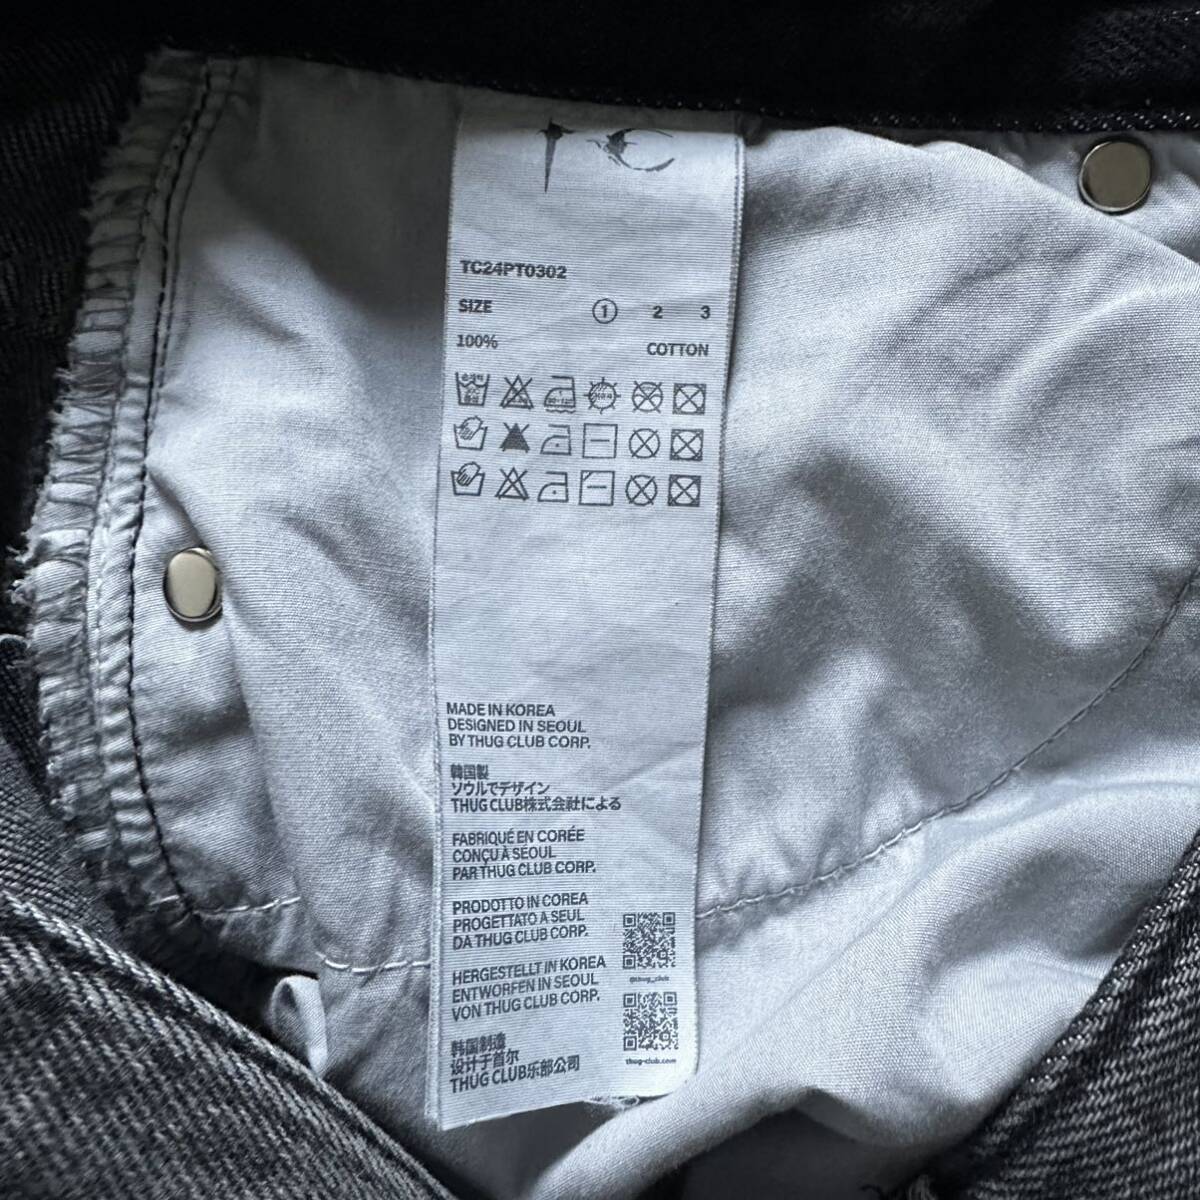 TC
TC24PT0302
SIZE 1 2 3
100% COTTON
MADE IN KOREA
DESIGNED IN SEOUL
BY THUG CLUB CORP.
韓国製
ソウルでデザイン
THUG CLUB株式会社による
FABRIQUÉ EN CORÉE
CONÇU À SEOUL
PAR THUG CLUB CORP.
PRODOTTO IN COREA
PROGETTATO A SEUL
DA THUG CLUB CORP.
HERGESTELLT IN KOREA
ENTWORFEN IN SEOUL
VON THUG CLUB CORP.
韩国制造
设计于首尔
THUG CLUB乐部公司
@thug_club
thug-club.com